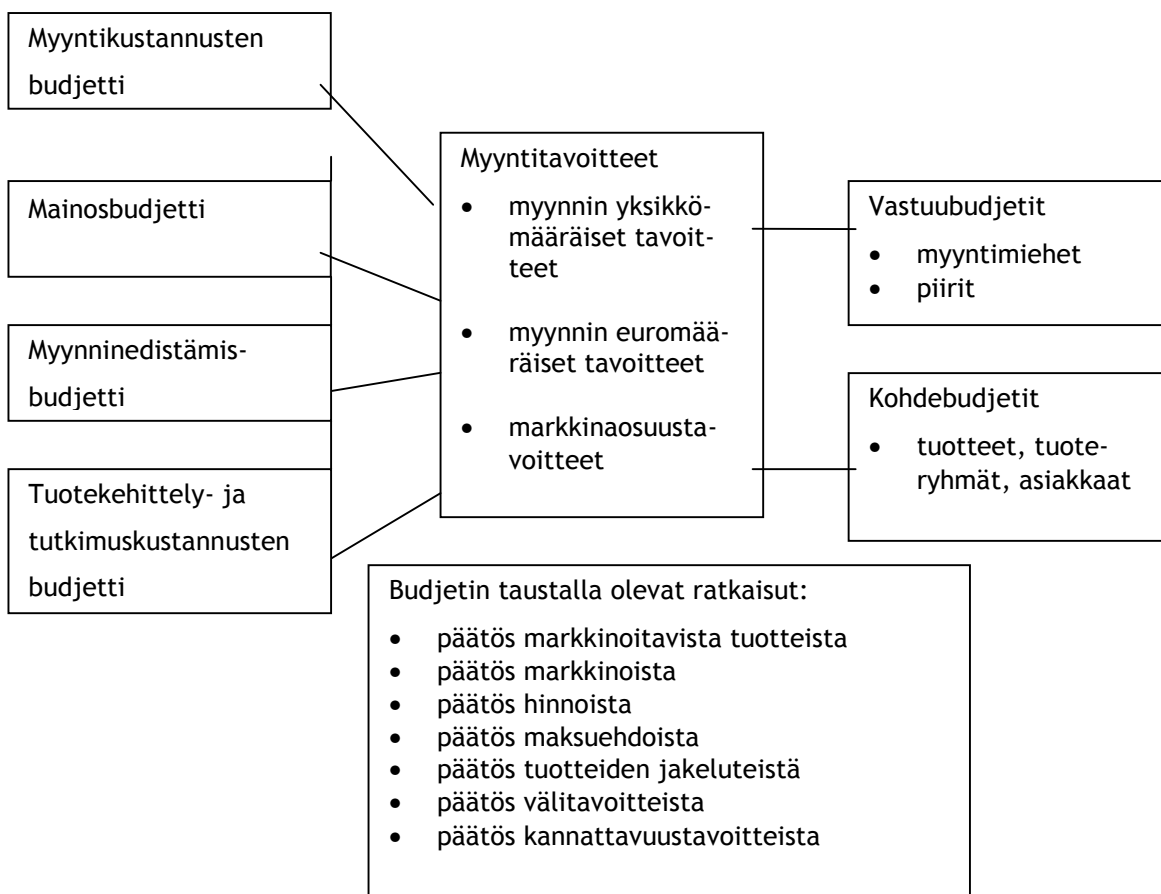 Myyntikustannusten
budjetti
Mainosbudjetti
Myynninedistämis-
budjetti
Tuotekehittely- ja
tutkimuskustannusten
budjetti
Myyntitavoitteet
• myynnin yksikkö-
määräiset tavoit-
teet
• myynnin euromää-
räiset tavoitteet
• markkinaosuusta-
voitteet
Vastuubudjetit
• myyntimiehet
• piirit
Kohdebudjetit
• tuotteet, tuote-
ryhmät, asiakkaat
Budjetin taustalla olevat ratkaisut:
• päätös markkinoitavista tuotteista
• päätös markkinoista
• päätös hinnoista
• päätös maksuehdoista
• päätös tuotteiden jakeluteistä
• päätös välitavoitteista
• päätös kannattavuustavoitteista